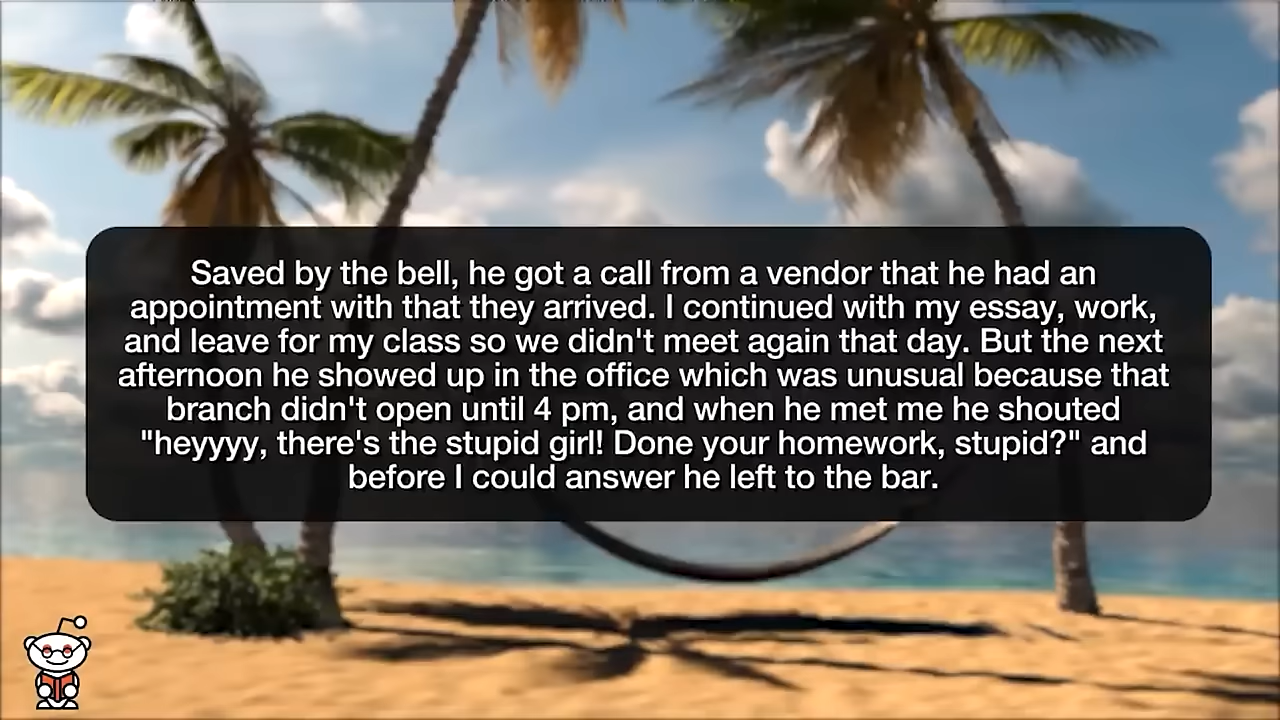 Saved by the bell, he got a call from a vendor that he had an
appointment with that they arrived. I continued with my essay, work,
and leave for my class so we didn't meet again that day. But the next
afternoon he showed up in the office which was unusual because that
branch didn't open until 4 pm, and when he met me he shouted
"heyyyy, there's the stupid girl! Done your homework, stupid?" and
before I could answer he left to the bar.